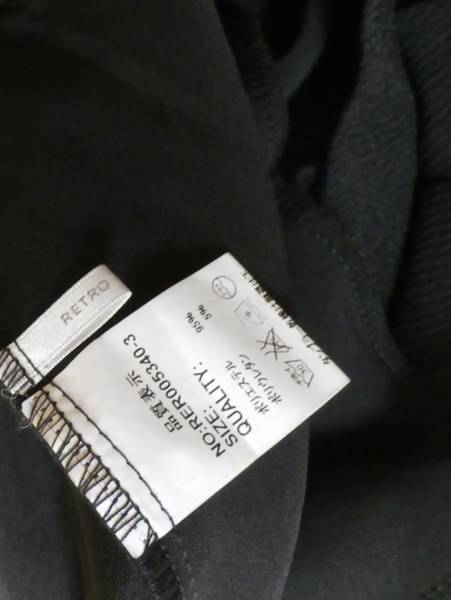 RETRO
品質表示
NO:RER005340-3
SIZE:
QUALITY:
ポリエステル 95%
ポリウレタン 5%